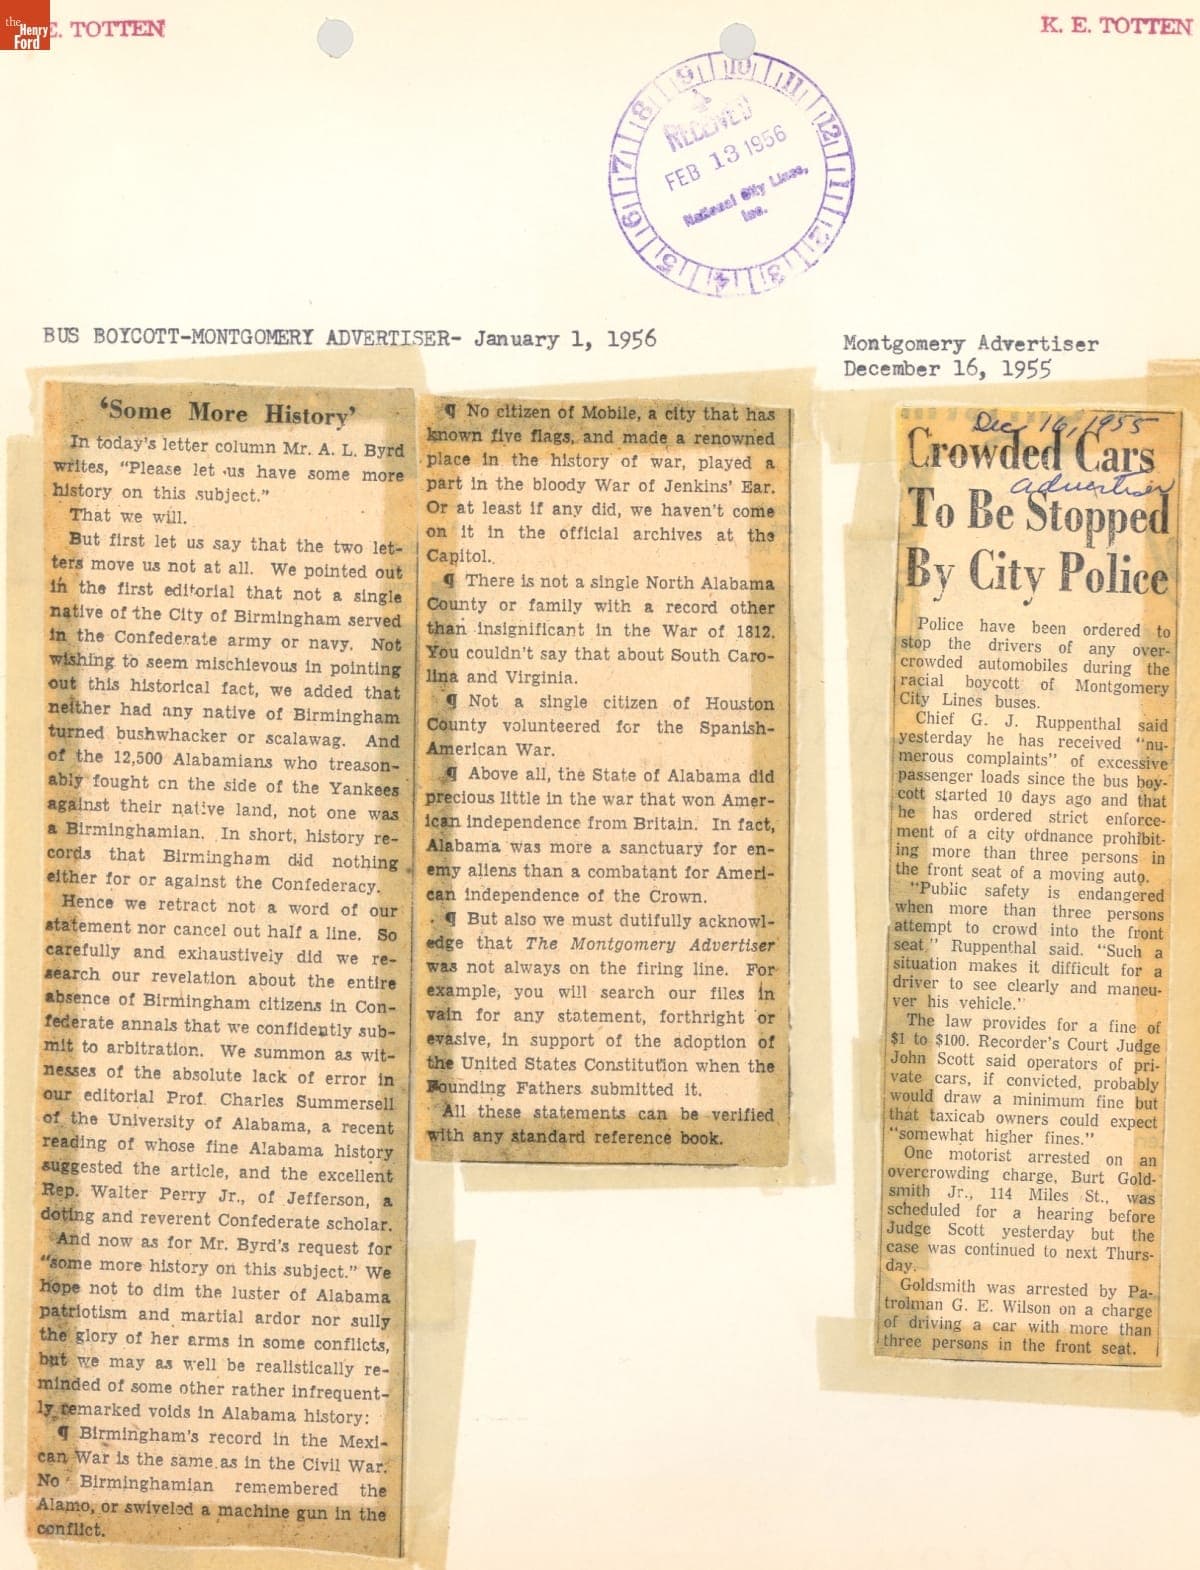 the
Henry
Ford
E. TOTTEN
K. E. TOTTEN
9 10 11 12 1 2 3 4 5 6 7 8
RECEIVED
FEB 13 1956
National City Lines,
Inc.
BUS BOYCOTT-MONTGOMERY ADVERTISER- January 1, 1956
‘Some More History’
In today's letter column Mr. A. L. Byrd
writes, “Please let us have some more
history on this subject.”
That we will.
But first let us say that the two let-
ters move us not at all. We pointed out
in the first editorial that not a single
native of the City of Birmingham served
in the Confederate army or navy. Not
wishing to seem mischievous in pointing
out this historical fact, we added that
neither had any native of Birmingham
turned bushwhacker or scalawag. And
of the 12,500 Alabamians who treason-
ably fought cn the side of the Yankees
against their native land, not one was
a Birminghamian. In short, history re-
cords that Birmingham did nothing
either for or against the Confederacy.
Hence we retract not a word of our
statement nor cancel out half a line. So
carefully and exhaustively did we re-
search our revelation about the entire
absence of Birmingham citizens in Con-
federate annals that we confidently sub-
mit to arbitration. We summon as wit-
nesses of the absolute lack of error in
our editorial Prof. Charles Summersell
of the University of Alabama, a recent
reading of whose fine Alabama history
suggested the article, and the excellent
Rep. Walter Perry Jr., of Jefferson, a
doting and reverent Confederate scholar.
And now as for Mr. Byrd's request for
“some more history on this subject.” We
hope not to dim the luster of Alabama
patriotism and martial ardor nor sully
the glory of her arms in some conflicts,
but we may as well be realistically re-
minded of some other rather infrequent-
ly remarked voids in Alabama history:
¶ Birmingham's record in the Mexi-
can War is the same as in the Civil War.
No Birminghamian remembered the
Alamo, or swiveled a machine gun in the
conflict.
¶ No citizen of Mobile, a city that has
known five flags, and made a renowned
place in the history of war, played a
part in the bloody War of Jenkins' Ear.
Or at least if any did, we haven't come
on it in the official archives at the
Capitol.
¶ There is not a single North Alabama
County or family with a record other
than insignificant in the War of 1812.
You couldn't say that about South Caro-
lina and Virginia.
¶ Not a single citizen of Houston
County volunteered for the Spanish-
American War.
¶ Above all, the State of Alabama did
precious little in the war that won Amer-
ican independence from Britain. In fact,
Alabama was more a sanctuary for en-
emy aliens than a combatant for Ameri-
can independence of the Crown.
¶ But also we must dutifully acknowl-
edge that The Montgomery Advertiser
was not always on the firing line. For
example, you will search our files in
vain for any statement, forthright or
evasive, in support of the adoption of
the United States Constitution when the
Founding Fathers submitted it.
All these statements can be verified
with any standard reference book.
Montgomery Advertiser
December 16, 1955
Dec 16, 1955
Crowded Cars
Advertiser
To Be Stopped
By City Police
Police have been ordered to
stop the drivers of any over-
crowded automobiles during the
racial boycott of Montgomery
City Lines buses.
Chief G. J. Ruppenthal said
yesterday he has received “nu-
merous complaints” of excessive
passenger loads since the bus boy-
cott started 10 days ago and that
he has ordered strict enforce-
ment of a city ordnance prohibit-
ing more than three persons in
the front seat of a moving auto.
“Public safety is endangered
when more than three persons
attempt to crowd into the front
seat,” Ruppenthal said. “Such a
situation makes it difficult for a
driver to see clearly and maneu-
ver his vehicle.”
The law provides for a fine of
$1 to $100. Recorder's Court Judge
John Scott said operators of pri-
vate cars, if convicted, probably
would draw a minimum fine but
that taxicab owners could expect
“somewhat higher fines.”
One motorist arrested on an
overcrowding charge, Burt Gold-
smith Jr., 114 Miles St., was
scheduled for a hearing before
Judge Scott yesterday but the
case was continued to next Thurs-
day.
Goldsmith was arrested by Pa-
trolman G. E. Wilson on a charge
of driving a car with more than
three persons in the front seat.